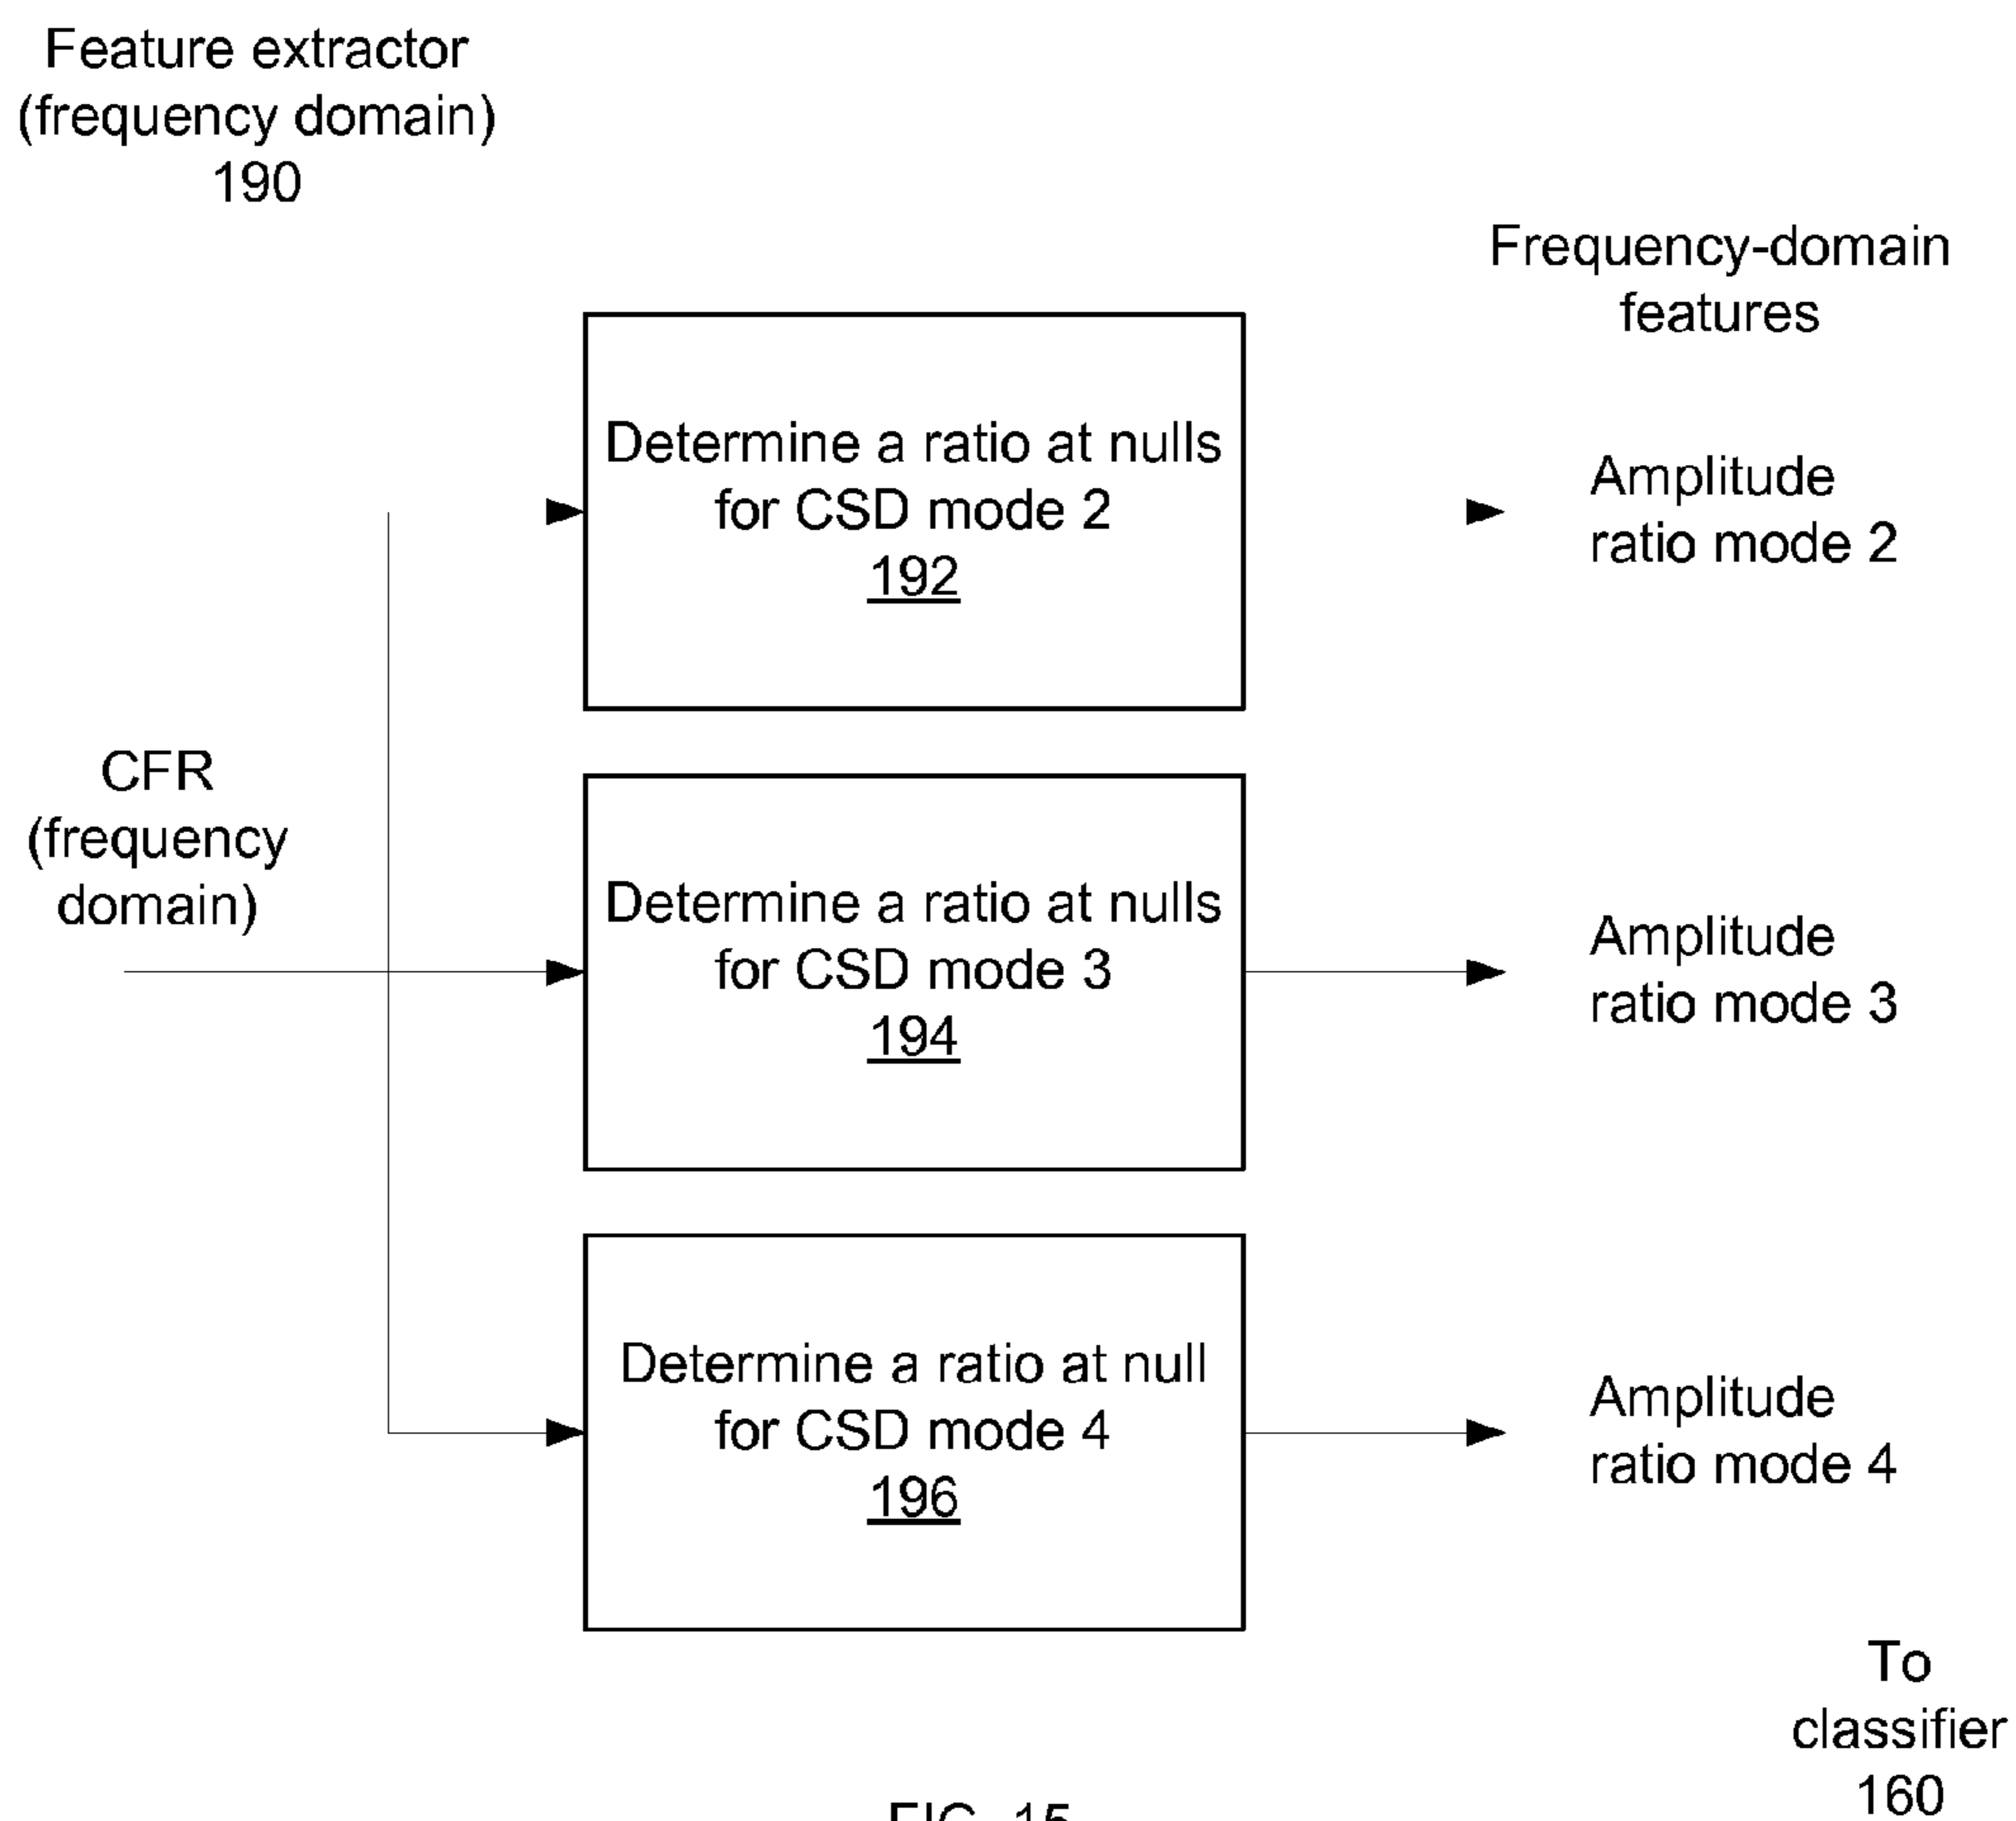 Feature extractor
(frequency domain)
190
Frequency-domain
features
Determine a ratio at nulls
for CSD mode 2
192
Amplitude
ratio mode 2
CFR
(frequency
domain)
Determine a ratio at nulls
for CSD mode 3
194
Amplitude
ratio mode 3
Determine a ratio at null
for CSD mode 4
196
Amplitude
ratio mode 4
To
classifier
160
FIG. 15